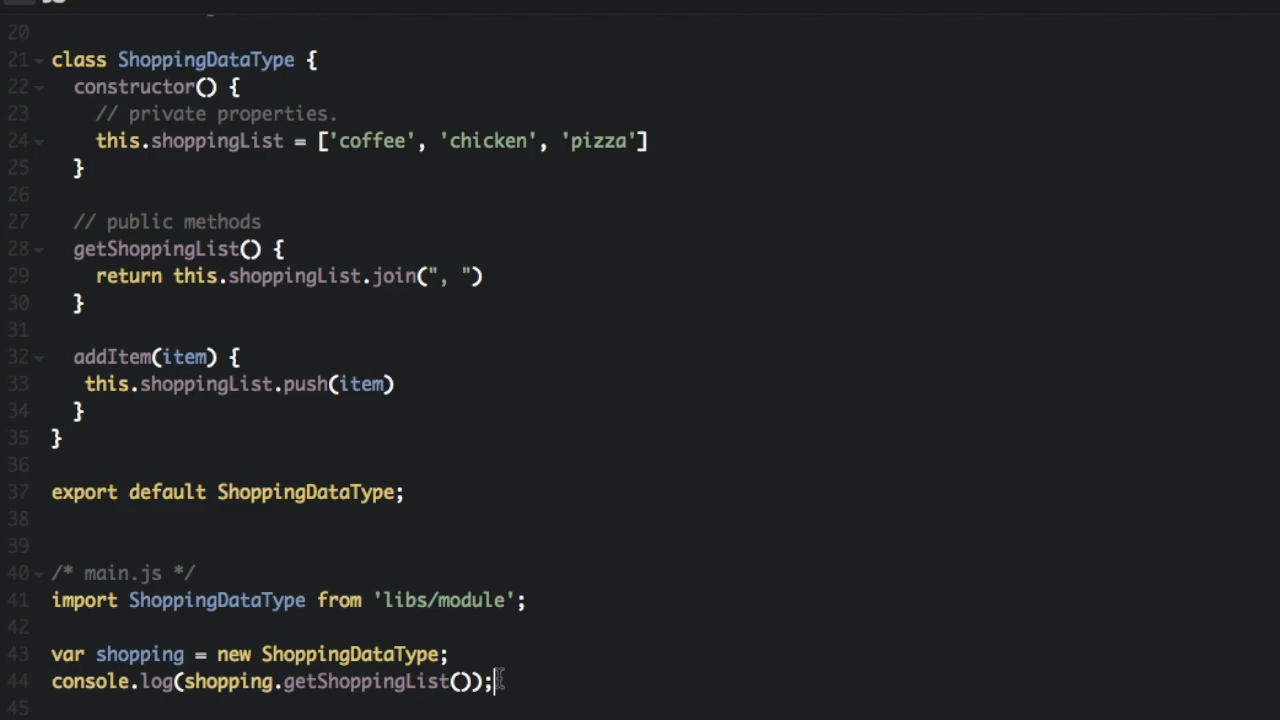 20
21 class ShoppingDataType {
22 constructor() {
23 // private properties.
24 this.shoppingList = ['coffee', 'chicken', 'pizza']
25 }
26
27 // public methods
28 getShoppingList() {
29 return this.shoppingList.join(", ")
30 }
31
32 addItem(item) {
33 this.shoppingList.push(item)
34 }
35 }
36
37 export default ShoppingDataType;
38
39
40 /* main.js */
41 import ShoppingDataType from 'libs/module';
42
43 var shopping = new ShoppingDataType;
44 console.log(shopping.getShoppingList());
45